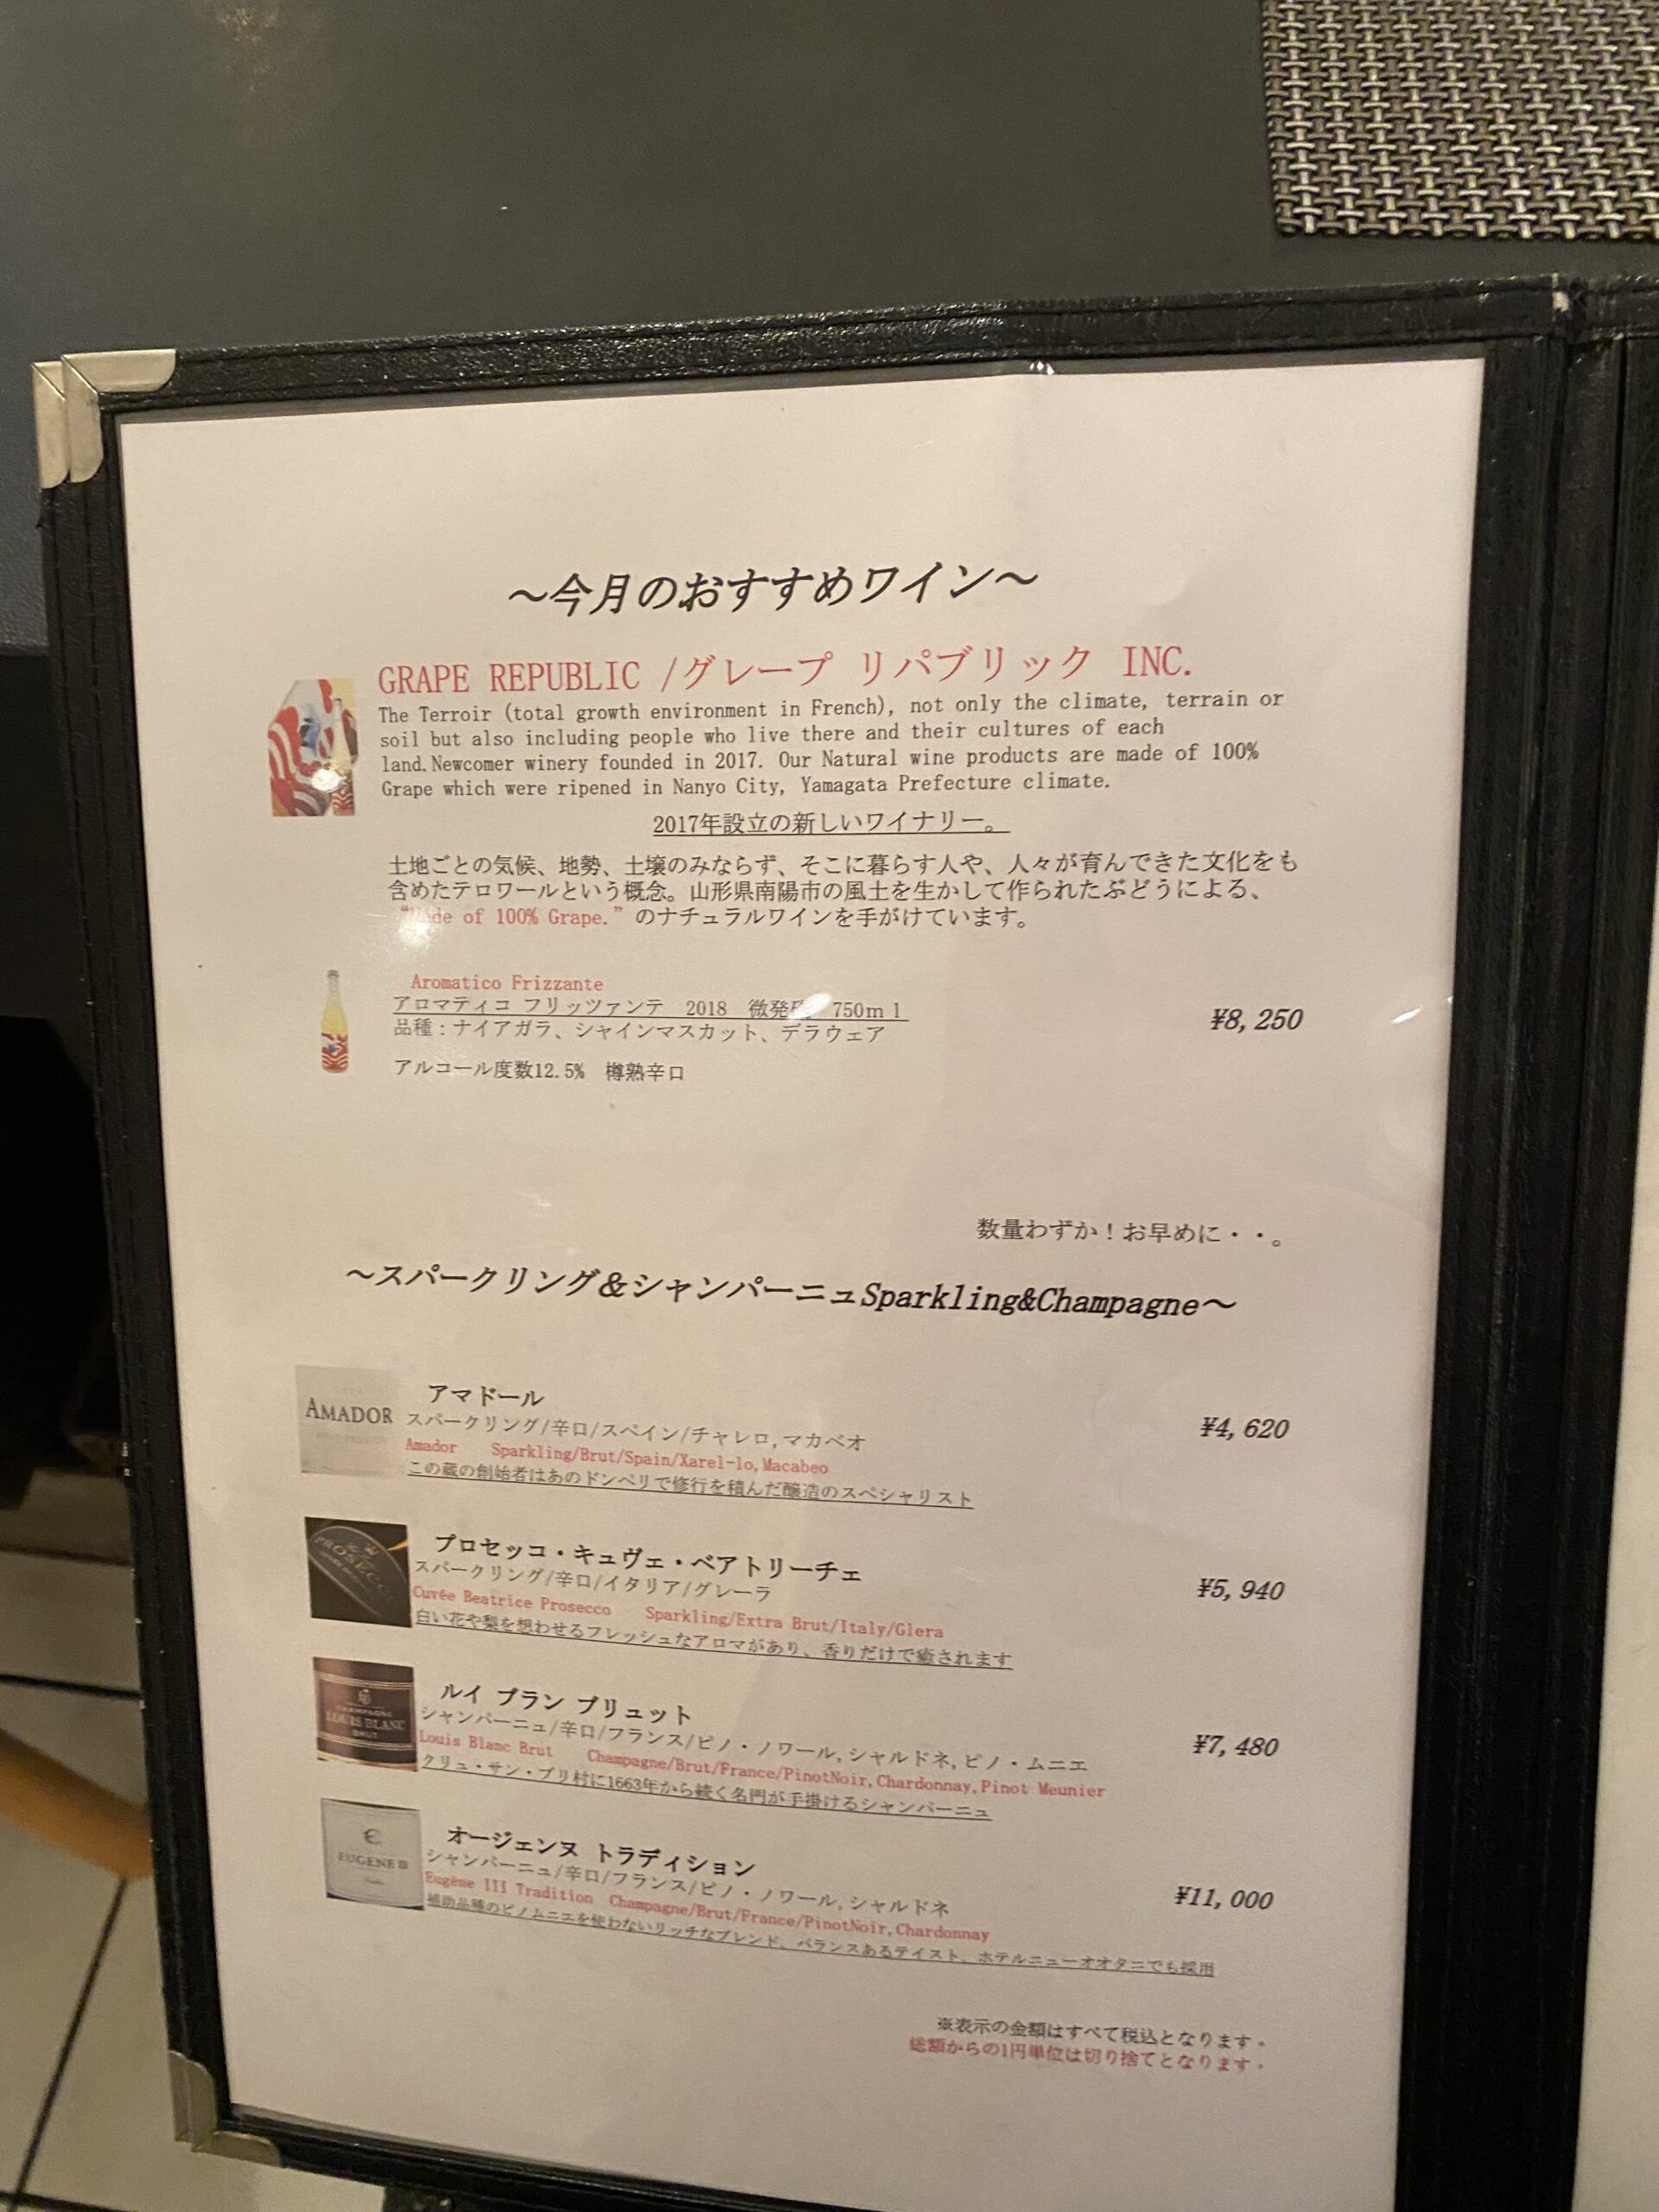 ～今月のおすすめワイン～
GRAPE REPUBLIC /グレープ リパブリック INC.
The Terroir (total growth environment in French), not only the climate, terrain or
soil but also including people who live there and their cultures of each
land.Newcomer winery founded in 2017. Our Natural wine products are made of 100%
Grape which were ripened in Nanyo City, Yamagata Prefecture climate.
2017年設立の新しいワイナリー。
土地ごとの気候、地勢、土壌のみならず、そこに暮らす人や、人々が育んできた文化をも
含めたテロワールという概念。山形県南陽市の風土を生かして作られたぶどうによる、
of 100% Grape.”のナチュラルワインを手がけています。
Aromatico Frizzante
アロマティコ フリッツァンテ 2018 微発 750ml
品種：ナイアガラ、シャインマスカット、デラウェア
¥8,250
アルコール度数12.5% 樽熟辛口
数量わずか！お早めに・・。
～スパークリング＆シャンパーニュSparkling&Champagne～
AMADOR
アマドール
スパークリング/辛口/スペイン/チャレロ,マカベオ
¥4,620
Amador Sparkling/Brut/Spain/Xarel-lo,Macabeo
この蔵の創始者はあのドンペリで修行を積んだ醸造のスペシャリスト
PROSECCO
プロセッコ・キュヴェ・ベアトリーチェ
スパークリング/辛口/イタリア/グレーラ
¥5,940
Cuvée Beatrice Prosecco Sparkling/Extra Brut/Italy/Glera
白い花や梨を想わせるフレッシュなアロマがあり、香りだけで癒されます
CHAMPAGNE
LOUIS BLANC
BRUT
ルイ ブラン ブリュット
シャンパーニュ/辛口/フランス/ピノ・ノワール,シャルドネ,ピノ・ムニエ
¥7,480
Louis Blanc Brut Champagne/Brut/France/PinotNoir,Chardonnay,Pinot Meunier
クリュ・サン・ブリ村に1663年から続く名門が手掛けるシャンパーニュ
EUGENE III
オージェンヌ トラディション
シャンパーニュ/辛口/フランス/ピノ・ノワール,シャルドネ
¥11,000
Eugène III Tradition Champagne/Brut/France/PinotNoir,Chardonnay
補助品種のピノムニエを使わないリッチなブレンド、バランスあるテイスト、ホテルニューオオタニでも採用
※表示の金額はすべて税込となります。
総額からの1円単位は切り捨てとなります。